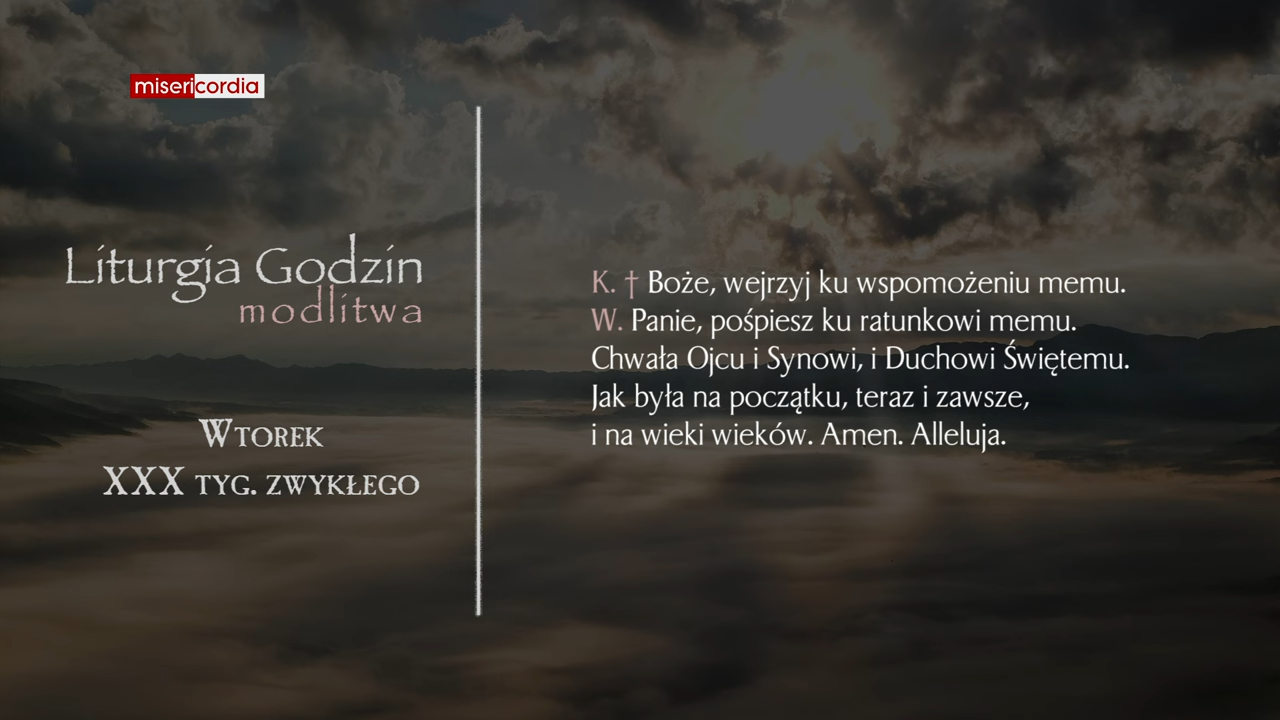 misericordia
Liturgia Godzin
modlitwa
Wtorek
XXX tyg. zwykłego
K. † Boże, wejrzyj ku wspomożeniu memu.
W. Panie, pośpiesz ku ratunkowi memu.
Chwała Ojcu i Synowi, i Duchowi Świętemu.
Jak była na początku, teraz i zawsze,
i na wieki wieków. Amen. Alleluja.